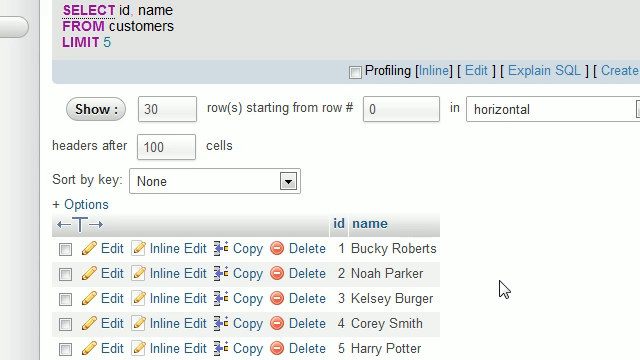 SELECT id, name
FROM customers
LIMIT 5
Profiling [Inline] [ Edit ] [ Explain SQL ] [ Create
Show : 30 row(s) starting from row # 0 in horizontal
headers after 100 cells
Sort by key: None
+ Options
←T→ id name
Edit Inline Edit Copy Delete 1 Bucky Roberts
Edit Inline Edit Copy Delete 2 Noah Parker
Edit Inline Edit Copy Delete 3 Kelsey Burger
Edit Inline Edit Copy Delete 4 Corey Smith
Edit Inline Edit Copy Delete 5 Harry Potter